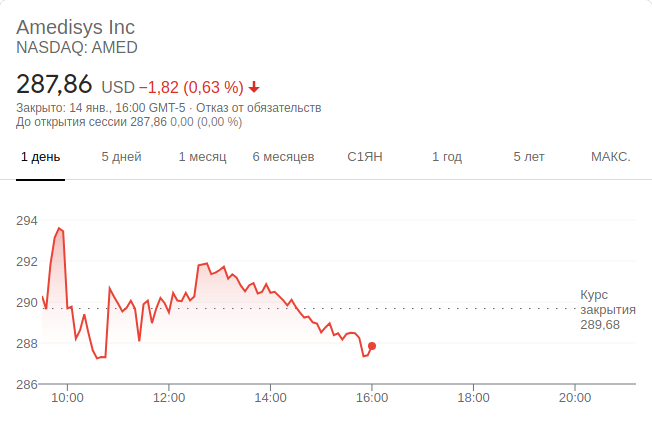 Amedisys Inc
NASDAQ: AMED
287,86 USD −1,82 (0,63 %)
Закрыто: 14 янв., 16:00 GMT-5 · Отказ от обязательств
До открытия сессии 287,86 0,00 (0,00 %)
1 день 5 дней 1 месяц 6 месяцев С1ЯН 1 год 5 лет МАКС.
294
292
290
288
286
Курс
закрытия
289,68
10:00 12:00 14:00 16:00 18:00 20:00